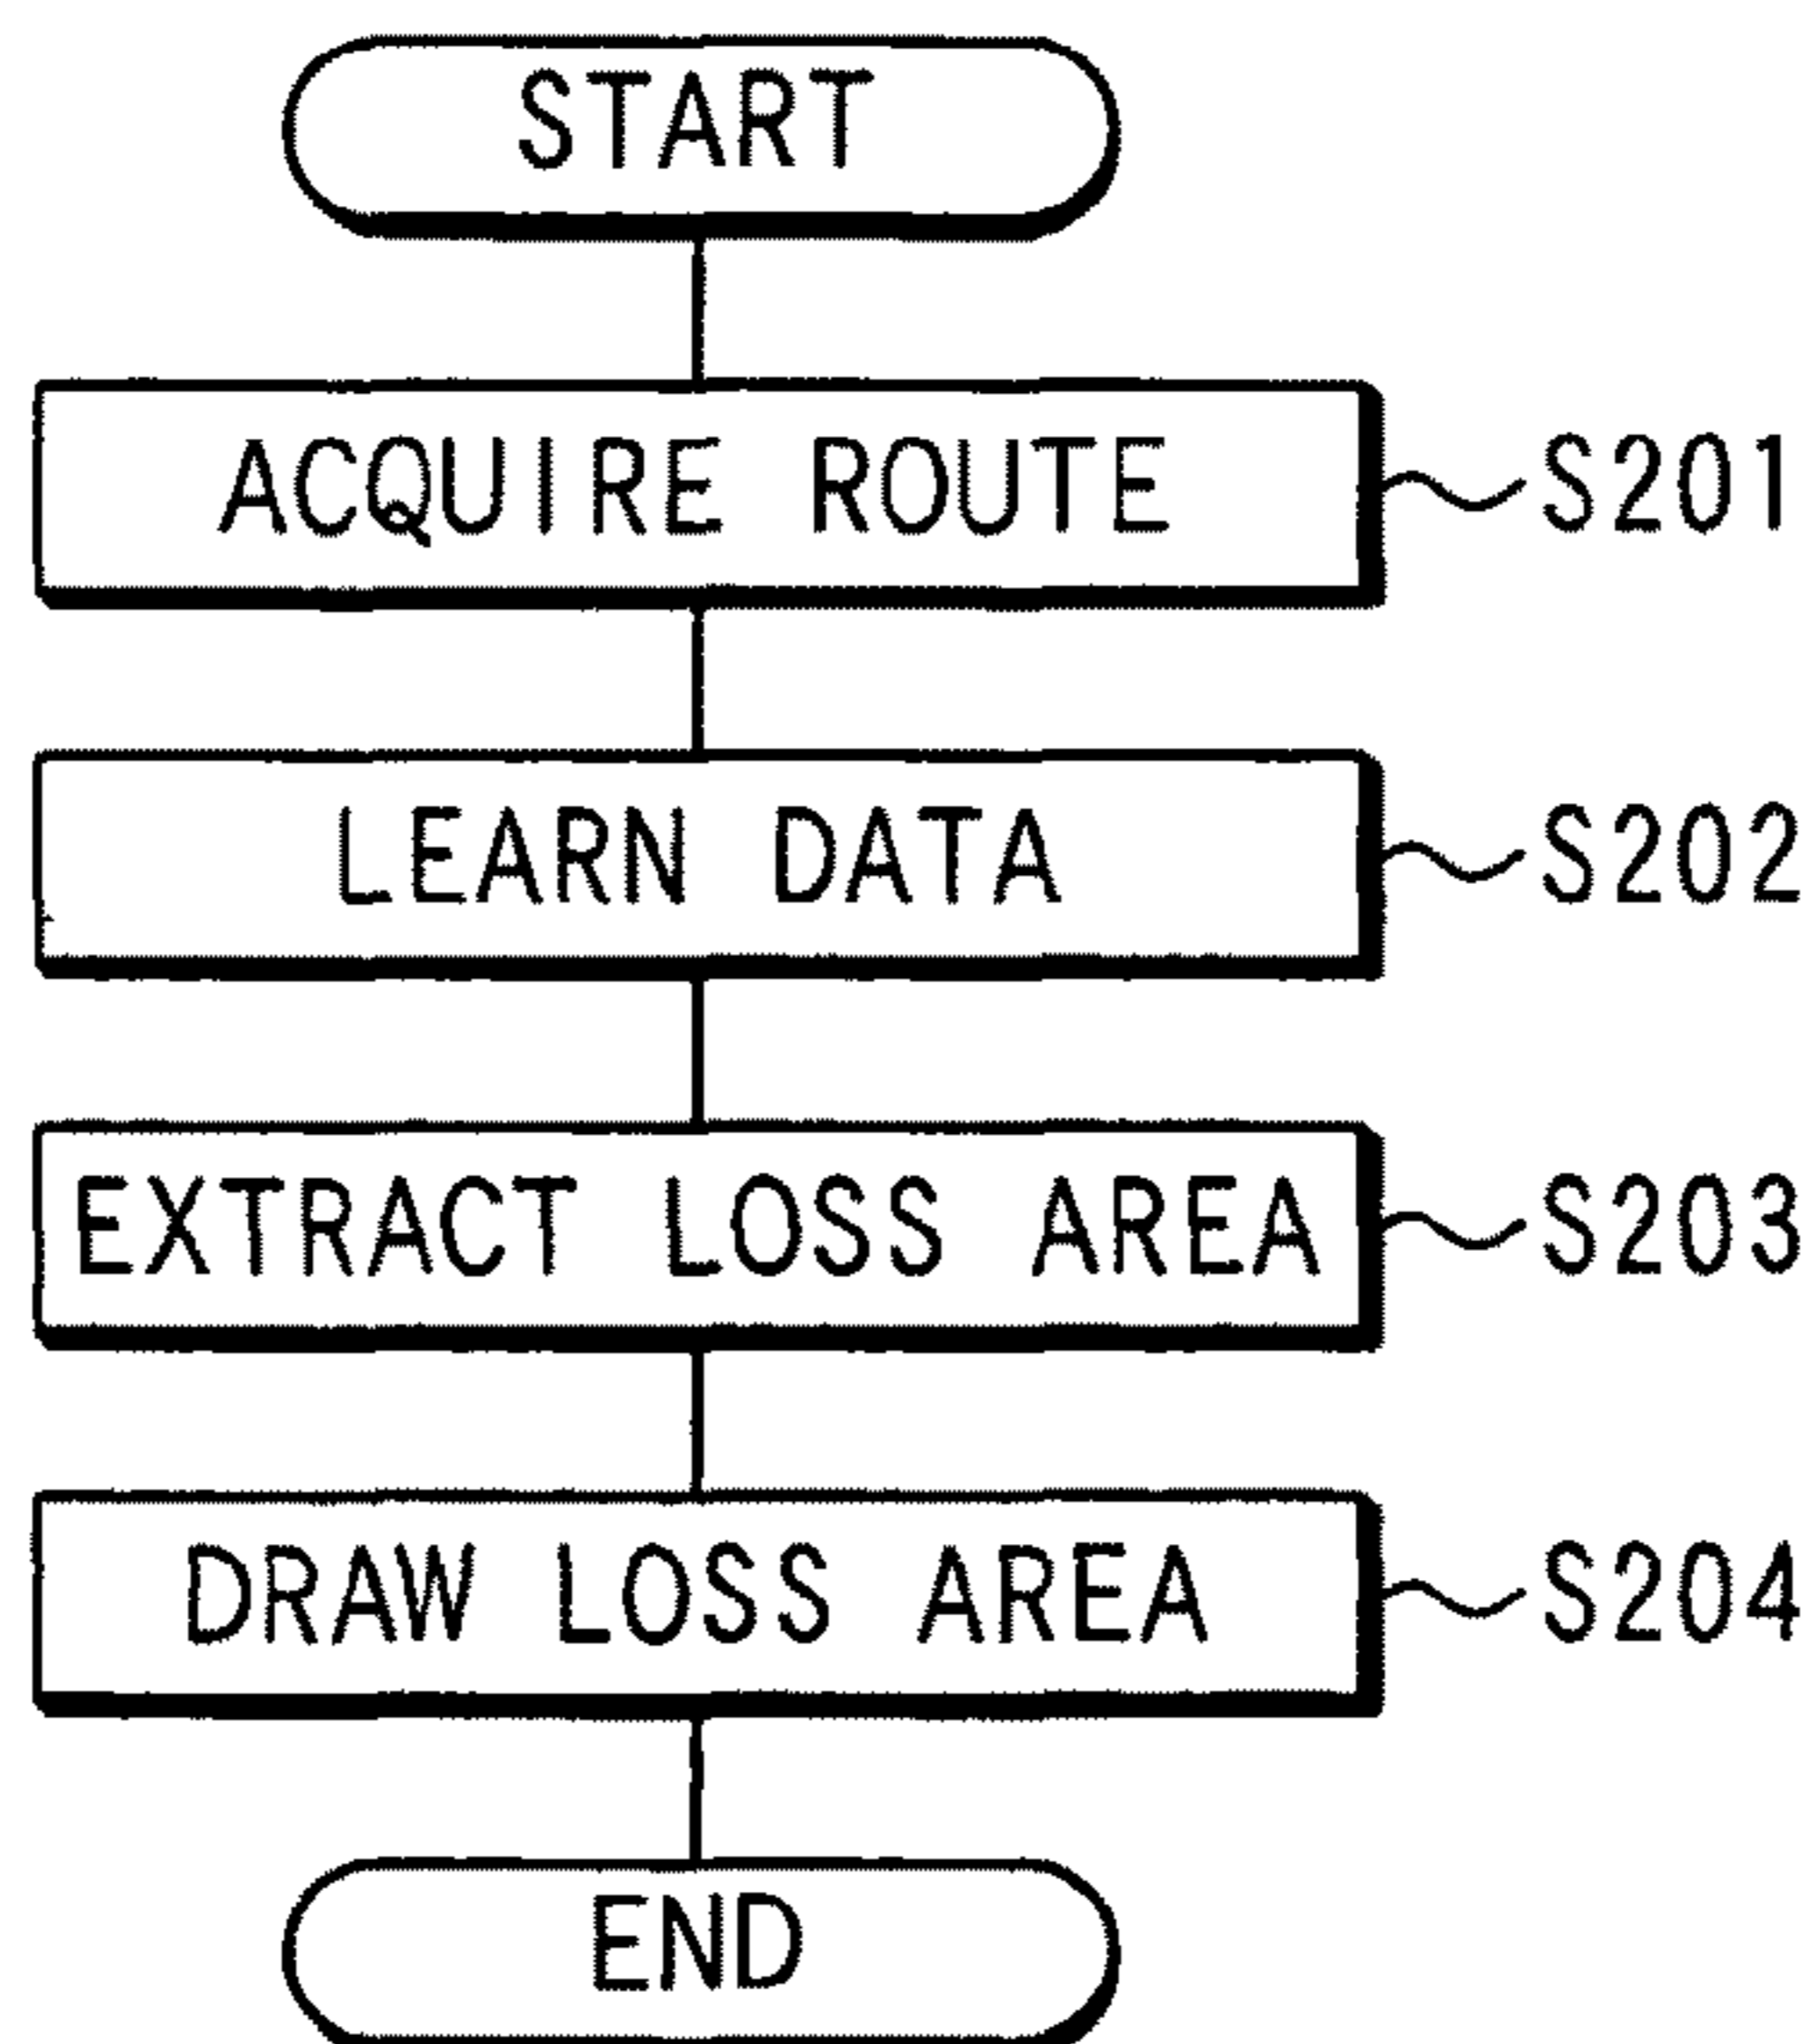 START
ACQUIRE ROUTE S201
LEARN DATA S202
EXTRACT LOSS AREA S203
DRAW LOSS AREA S204
END